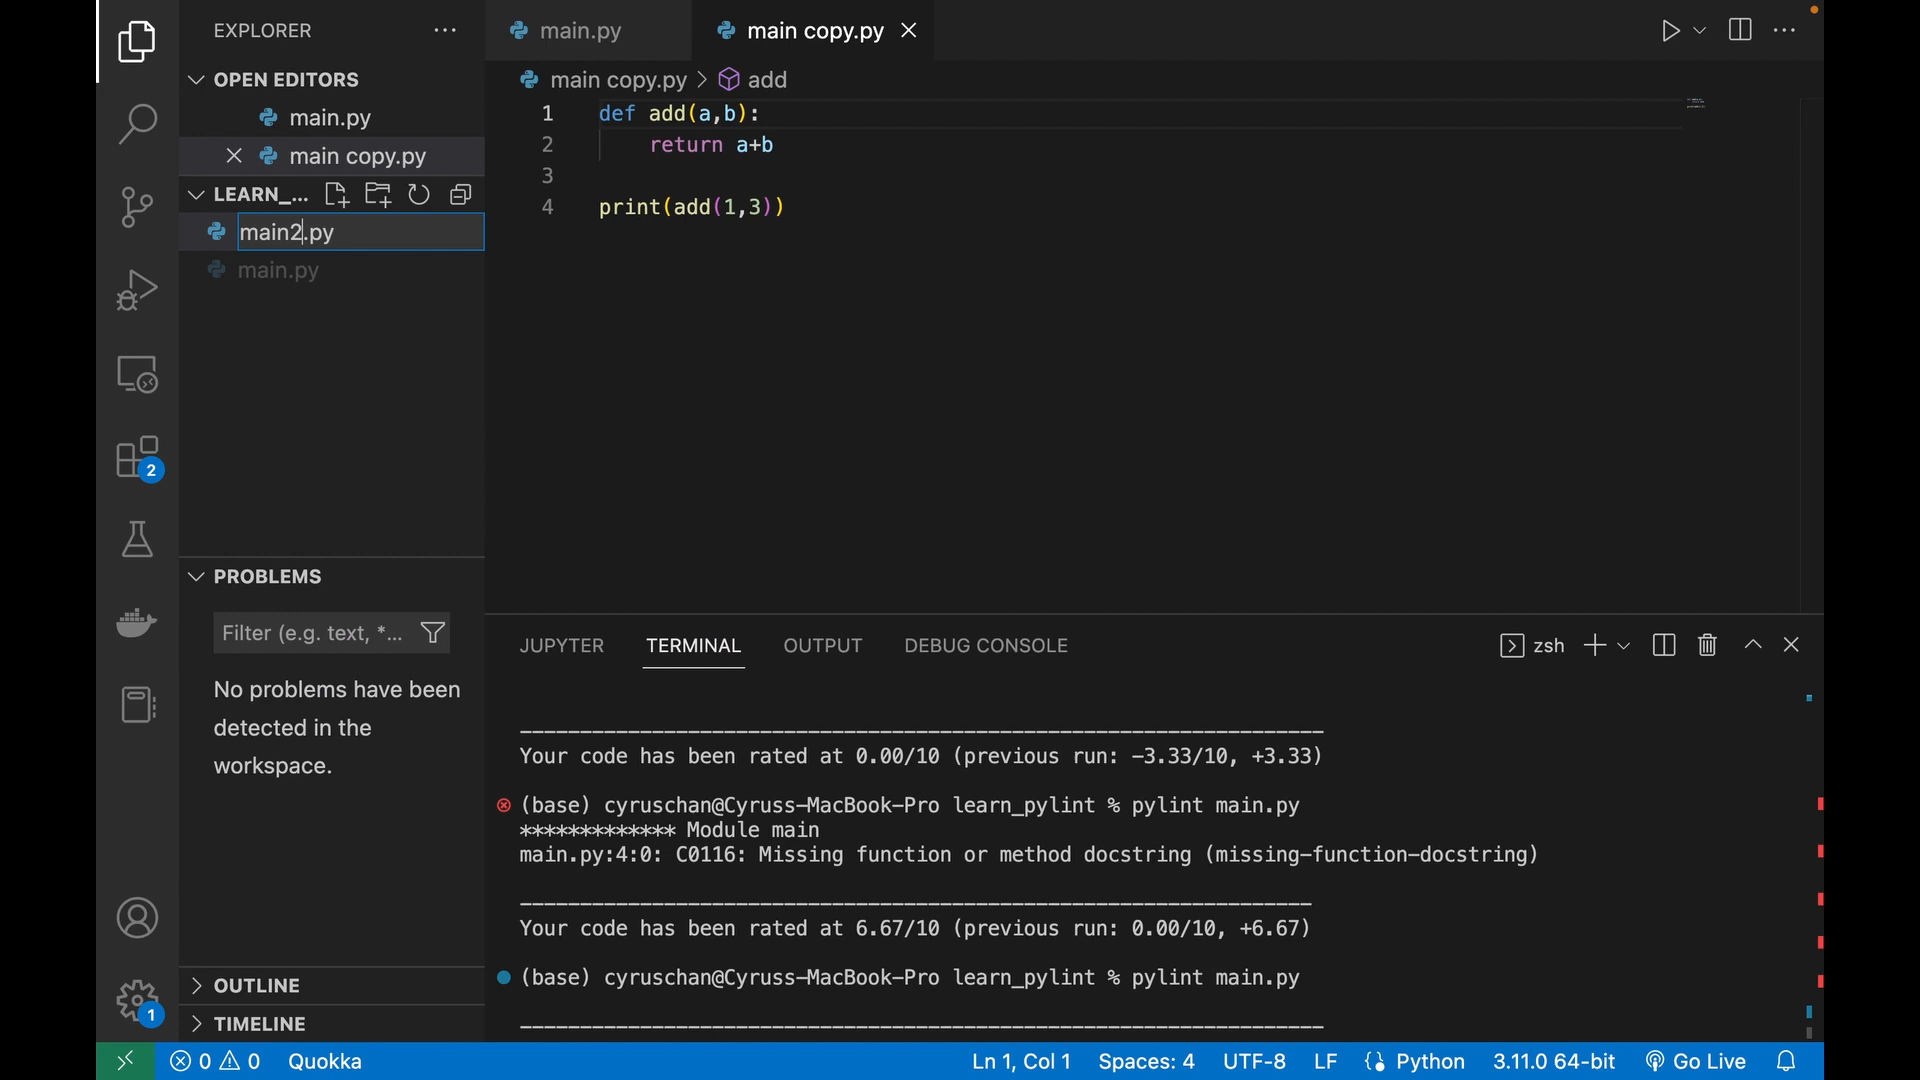 EXPLORER
main.py
main copy.py
OPEN EDITORS
main.py
main copy.py
LEARN_...
main2.py
main.py
main copy.py > add
1 def add(a,b):
2 return a+b
3
4 print(add(1,3))
2
PROBLEMS
Filter (e.g. text, *...
No problems have been
detected in the
workspace.
JUPYTER TERMINAL OUTPUT DEBUG CONSOLE
zsh
Your code has been rated at 0.00/10 (previous run: -3.33/10, +3.33)
(base) cyruschan@Cyruss-MacBook-Pro learn_pylint % pylint main.py
************* Module main
main.py:4:0: C0116: Missing function or method docstring (missing-function-docstring)
Your code has been rated at 6.67/10 (previous run: 0.00/10, +6.67)
(base) cyruschan@Cyruss-MacBook-Pro learn_pylint % pylint main.py
OUTLINE
1
TIMELINE
0 0 Quokka Ln 1, Col 1 Spaces: 4 UTF-8 LF Python 3.11.0 64-bit Go Live